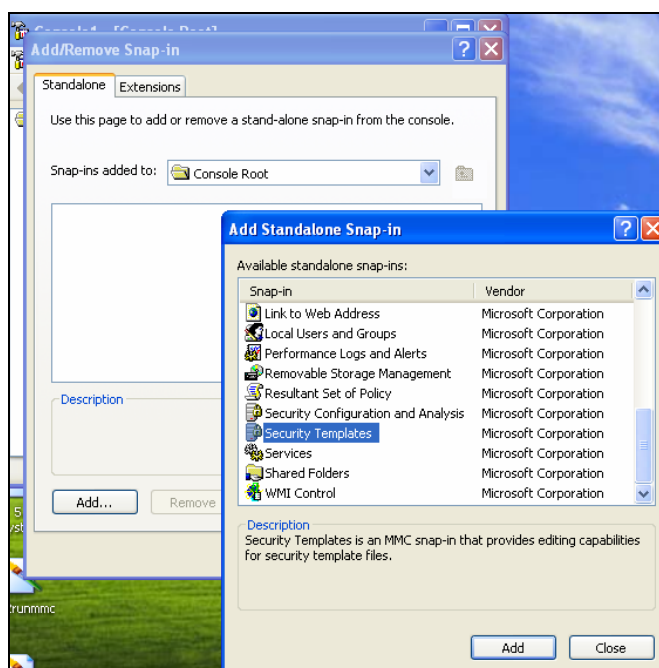 Console1 - [Console Root]
Add/Remove Snap-in
Standalone
Extensions
Use this page to add or remove a stand-alone snap-in from the console.
Snap-ins added to:
Console Root
Description
Add...
Remove
Add Standalone Snap-in
Available standalone snap-ins:
Snap-in Vendor
Link to Web Address Microsoft Corporation
Local Users and Groups Microsoft Corporation
Performance Logs and Alerts Microsoft Corporation
Removable Storage Management Microsoft Corporation
Resultant Set of Policy Microsoft Corporation
Security Configuration and Analysis Microsoft Corporation
Security Templates Microsoft Corporation
Services Microsoft Corporation
Shared Folders Microsoft Corporation
WMI Control Microsoft Corporation
Description
Security Templates is an MMC snap-in that provides editing capabilities
for security template files.
Add
Close
runmmc